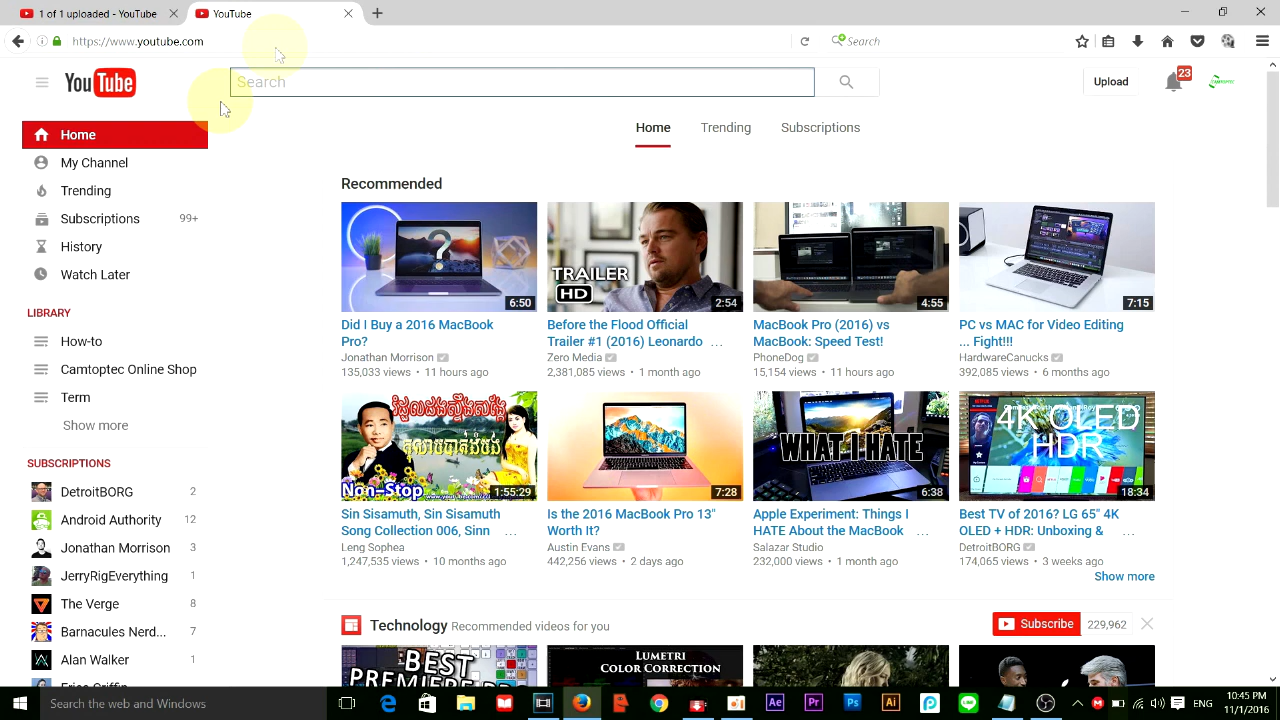 YouTube
YouTube
https://www.youtube.com
Search
YouTube
Search
Upload
23
Home
My Channel
Trending
Subscriptions 99+
History
Watch Later
LIBRARY
How-to
Camtoptec Online Shop
Term
Show more
SUBSCRIPTIONS
DetroitBORG 2
Android Authority 12
Jonathan Morrison 3
JerryRigEverything 1
The Verge 8
Barnacules Nerd... 7
Alan Walker 1
Home Trending Subscriptions
Recommended
?
6:50
Did I Buy a 2016 MacBook
Pro?
Jonathan Morrison
135,033 views • 11 hours ago
TRAILER
HD
2:54
Before the Flood Official
Trailer #1 (2016) Leonardo ...
Zero Media
2,381,085 views • 1 month ago
4:55
MacBook Pro (2016) vs
MacBook: Speed Test!
PhoneDog
15,154 views • 11 hours ago
7:15
PC vs MAC for Video Editing
... Fight!!!
HardwareCanucks
392,085 views • 6 months ago
Non-Stop
1:55:29
Sin Sisamuth, Sin Sisamuth
Song Collection 006, Sinn ...
Leng Sophea
1,247,535 views • 10 months ago
7:28
Is the 2016 MacBook Pro 13"
Worth It?
Austin Evans
442,256 views • 2 days ago
WHAT I HATE
6:38
Apple Experiment: Things I
HATE About the MacBook ...
Salazar Studio
232,000 views • 1 month ago
4K OLED
HDR
18:34
Best TV of 2016? LG 65" 4K
OLED + HDR: Unboxing & ...
DetroitBORG
174,065 views • 3 weeks ago
Show more
Technology Recommended videos for you
Subscribe 229,962
BEST
PREMIERE
LUMETRI
COLOR CORRECTION
Search the web and Windows
Ae
Pr
Ps
Ai
ENG
10:45 PM
11/1/2016